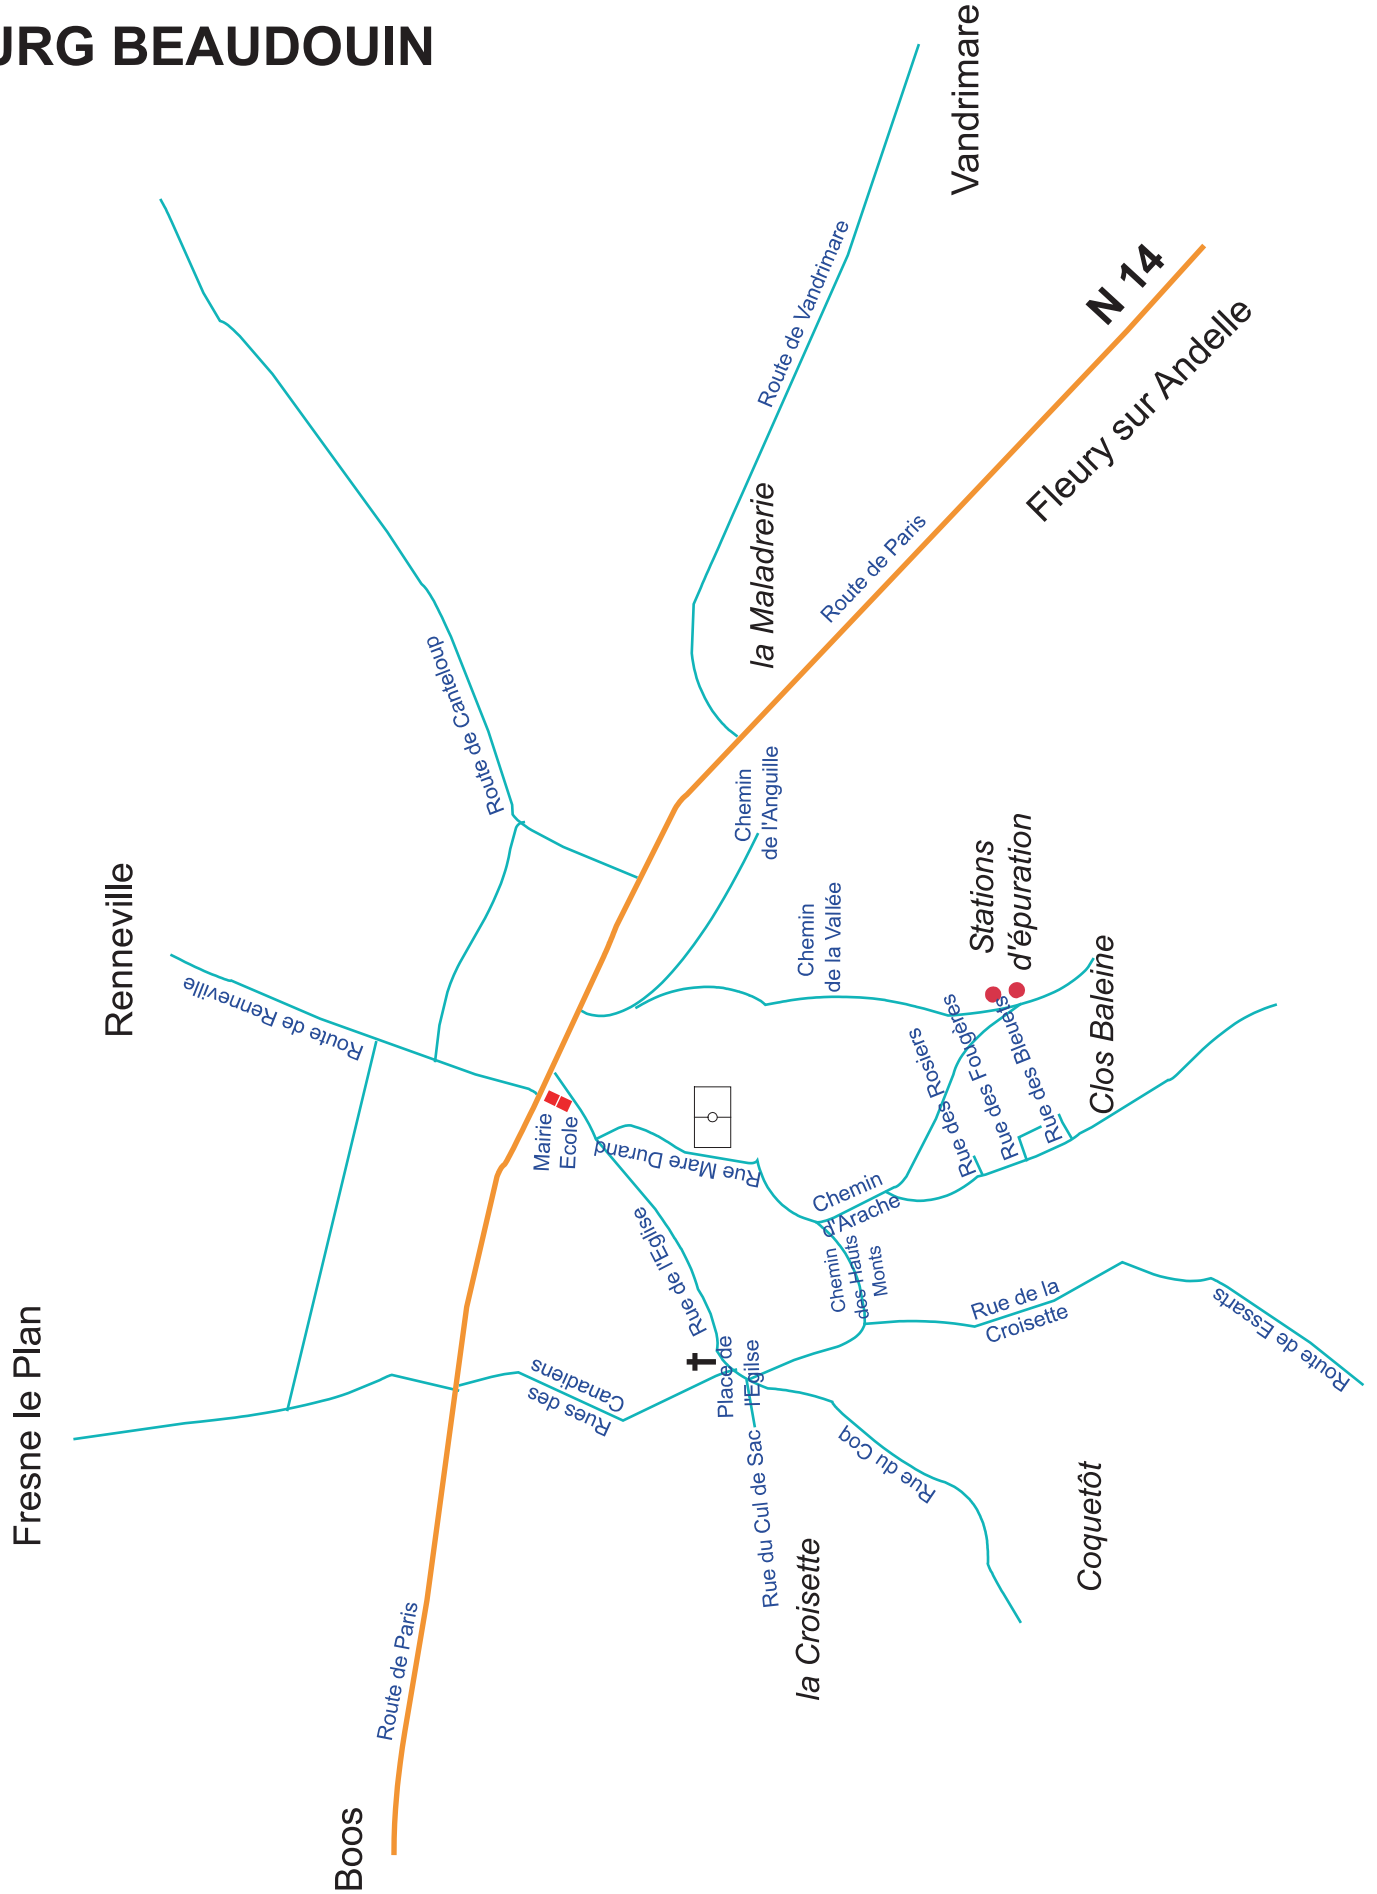 URG BEAUDOUIN
Vandrimare
Route de Vandrimare
N 14
Fleury sur Andelle
la Maladrerie
Route de Paris
Route de Canteloup
Chemin
de l'Anguille
Renneville
Route de Renneville
Chemin
de la Vallée
Stations
d'épuration
Clos Baleine
Rue des Rosiers
Rue des Fougères
Rue des Bleuets
Mairie
Ecole
Rue Mare Durand
Chemin
d'Arache
Rue de l'Eglise
Chemin
des Hauts
Monts
Rue de la
Croisette
Route de Essarts
Fresne le Plan
Rues des
Canadiens
Place de
l'Eglise
Rue du Cul de Sac
Rue du Coq
Coquetôt
la Croisette
Route de Paris
Boos